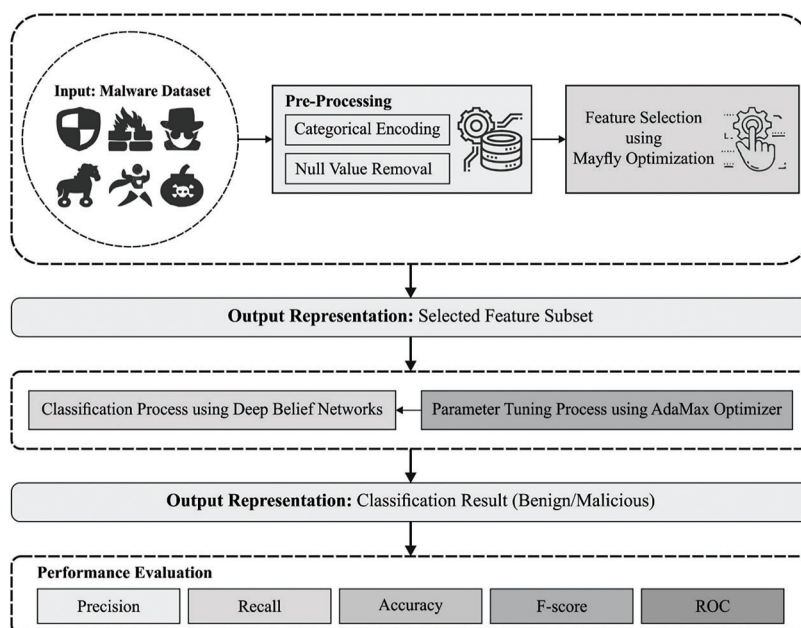 Input: Malware Dataset
Pre-Processing
Categorical Encoding
Null Value Removal
Feature Selection
using
Mayfly Optimization
Output Representation: Selected Feature Subset
Classification Process using Deep Belief Networks
Parameter Tuning Process using AdaMax Optimizer
Output Representation: Classification Result (Benign/Malicious)
Performance Evaluation
Precision
Recall
Accuracy
F-score
ROC